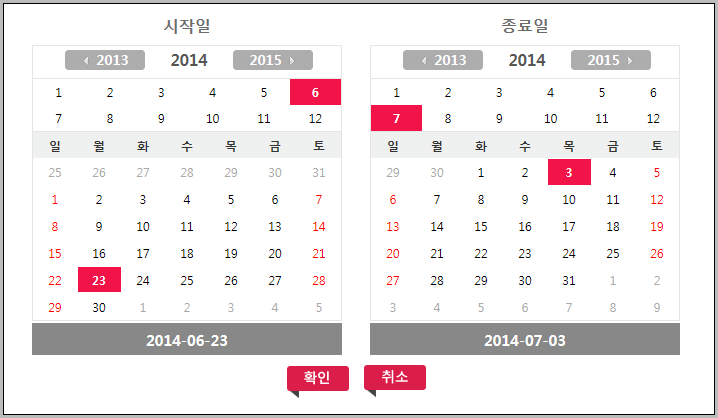 시작일
2013 2014 2015
1 2 3 4 5 6
7 8 9 10 11 12
일 월 화 수 목 금 토
25 26 27 28 29 30 31
1 2 3 4 5 6 7
8 9 10 11 12 13 14
15 16 17 18 19 20 21
22 23 24 25 26 27 28
29 30 1 2 3 4 5
2014-06-23
종료일
2013 2014 2015
1 2 3 4 5 6
7 8 9 10 11 12
일 월 화 수 목 금 토
29 30 1 2 3 4 5
6 7 8 9 10 11 12
13 14 15 16 17 18 19
20 21 22 23 24 25 26
27 28 29 30 31 1 2
3 4 5 6 7 8 9
2014-07-03
확인 취소